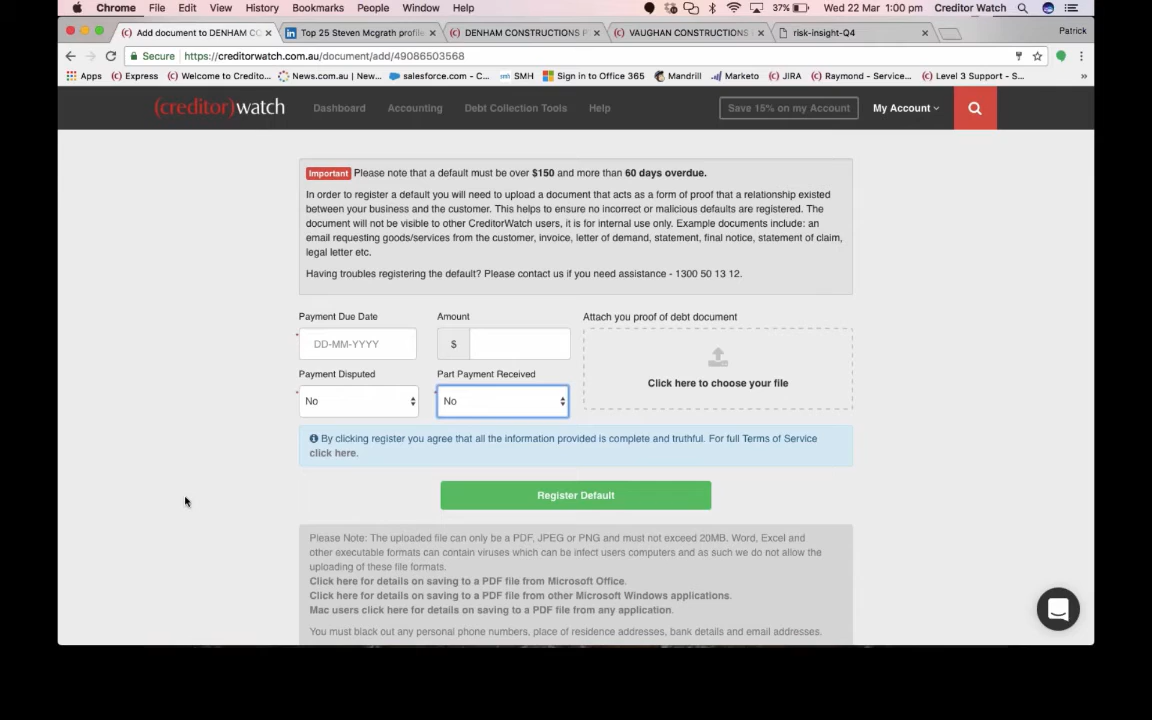 Chrome File Edit View History Bookmarks People Window Help 37% Wed 22 Mar 1:00 pm Creditor Watch
Add document to DENHAM CO Top 25 Steven Mcgrath profile DENHAM CONSTRUCTIONS P VAUGHAN CONSTRUCTIONS risk-insight-Q4 Patrick
Secure https://creditorwatch.com.au/document/add/49086503568
Apps Express Welcome to Credito... News.com.au | New... salesforce.com - C... SMH Sign in to Office 365 Mandrill Marketo JIRA Raymond - Service... Level 3 Support - S... »
(creditor)watch Dashboard Accounting Debt Collection Tools Help Save 15% on my Account My Account
Important Please note that a default must be over $150 and more than 60 days overdue.
In order to register a default you will need to upload a document that acts as a form of proof that a relationship existed
between your business and the customer. This helps to ensure no incorrect or malicious defaults are registered. The
document will not be visible to other CreditorWatch users, it is for internal use only. Example documents include: an
email requesting goods/services from the customer, invoice, letter of demand, statement, final notice, statement of claim,
legal letter etc.
Having troubles registering the default? Please contact us if you need assistance - 1300 50 13 12.
Payment Due Date Amount Attach you proof of debt document
* DD-MM-YYYY $
Click here to choose your file
Payment Disputed Part Payment Received
* No * No
By clicking register you agree that all the information provided is complete and truthful. For full Terms of Service
click here.
Register Default
Please Note: The uploaded file can only be a PDF, JPEG or PNG and must not exceed 20MB. Word, Excel and
other executable formats can contain viruses which can be infect users computers and as such we do not allow the
uploading of these file formats.
Click here for details on saving to a PDF file from Microsoft Office.
Click here for details on saving to a PDF file from other Microsoft Windows applications.
Mac users click here for details on saving to a PDF file from any application.
You must black out any personal phone numbers, place of residence addresses, bank details and email addresses.